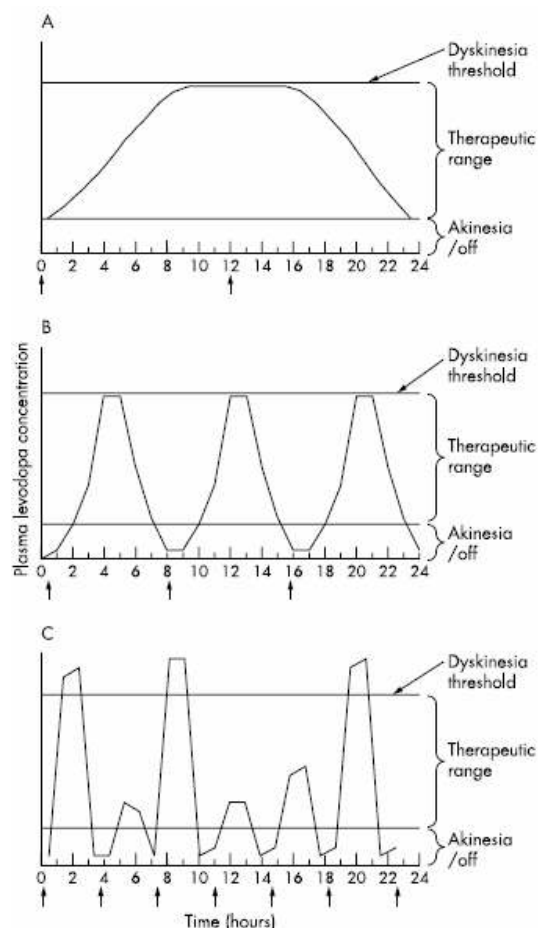 A
Dyskinesia
threshold
Therapeutic
range
Akinesia
/off
0 2 4 6 8 10 12 14 16 18 20 22 24
B
Plasma levodopa concentration
Dyskinesia
threshold
Therapeutic
range
Akinesia
/off
0 2 4 6 8 10 12 14 16 18 20 22 24
C
Dyskinesia
threshold
Therapeutic
range
Akinesia
/off
0 2 4 6 8 10 12 14 16 18 20 22 24
Time (hours)